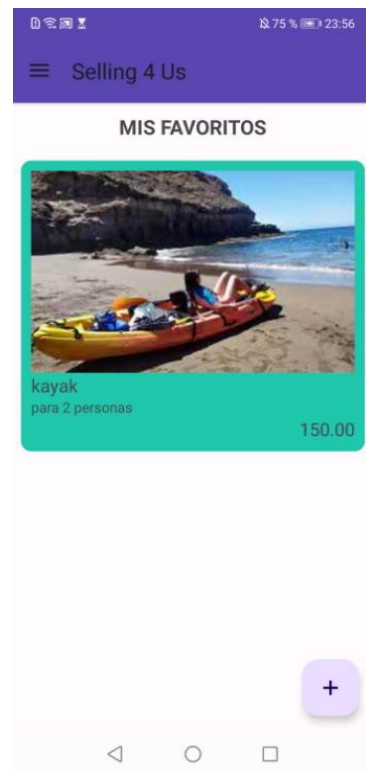 75 % 23:56
Selling 4 Us
MIS FAVORITOS
kayak
para 2 personas
150.00
+